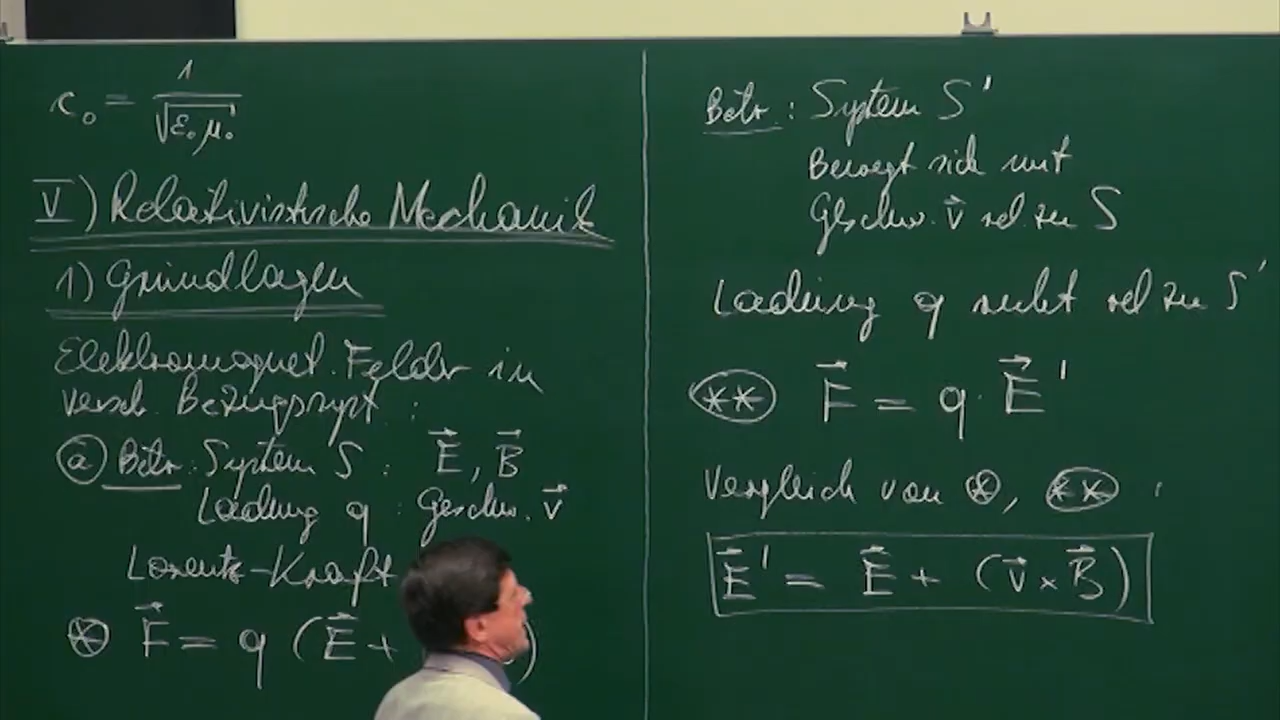 c₀ = 1/√(ε₀μ₀)
V) Relativistische Mechanik
1) Grundlagen
Elektromagnet. Felder in
versch. Bezugssyst. :
ⓐ Betr.: System S : E⃗, B⃗
Ladung q : Geschw. v⃗
Lorentz-Kraft
⊛ F⃗ = q (E⃗ + )
Betr. : System S'
Bewegt sich mit
Geschw. v⃗ rel. zu S
Ladung q ruht rel zu S'
(**) F⃗ = q · E⃗'
Vergleich von ⊛, (**) :
E⃗' = E⃗ + (v⃗ × B⃗)